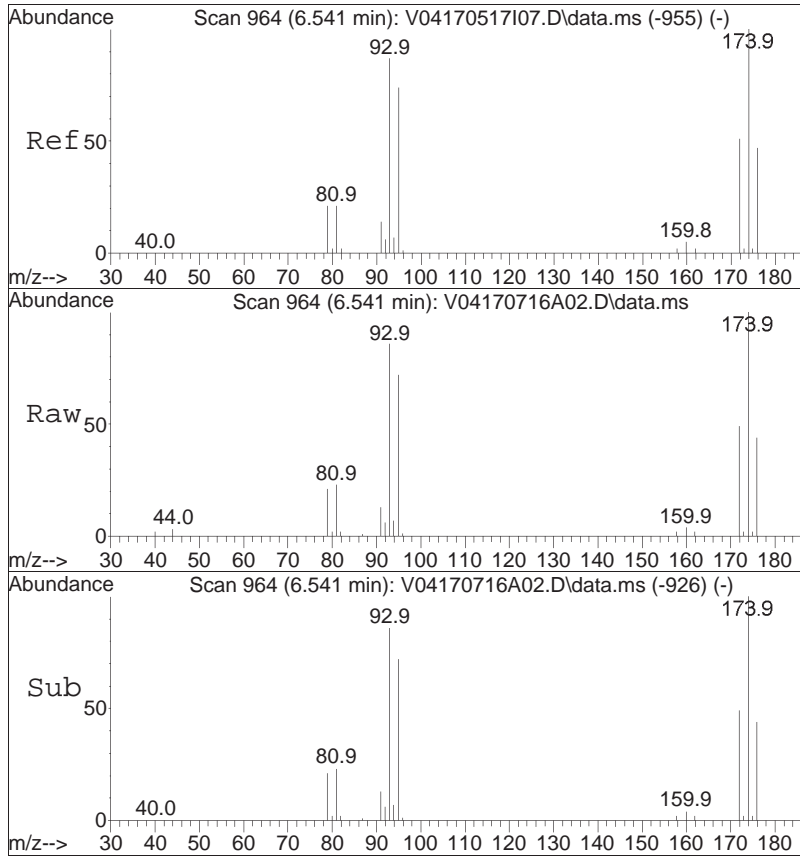 Abundance Scan 964 (6.541 min): V04170517I07.D\data.ms (-955) (-)
92.9 173.9
Ref 50
80.9
159.8
40.0
0
m/z--> 30 40 50 60 70 80 90 100 110 120 130 140 150 160 170 180
Abundance Scan 964 (6.541 min): V04170716A02.D\data.ms
92.9 173.9
Raw 50
80.9
44.0 159.9
0
m/z--> 30 40 50 60 70 80 90 100 110 120 130 140 150 160 170 180
Abundance Scan 964 (6.541 min): V04170716A02.D\data.ms (-926) (-)
92.9 173.9
Sub 50
80.9
40.0 159.9
0
m/z--> 30 40 50 60 70 80 90 100 110 120 130 140 150 160 170 180